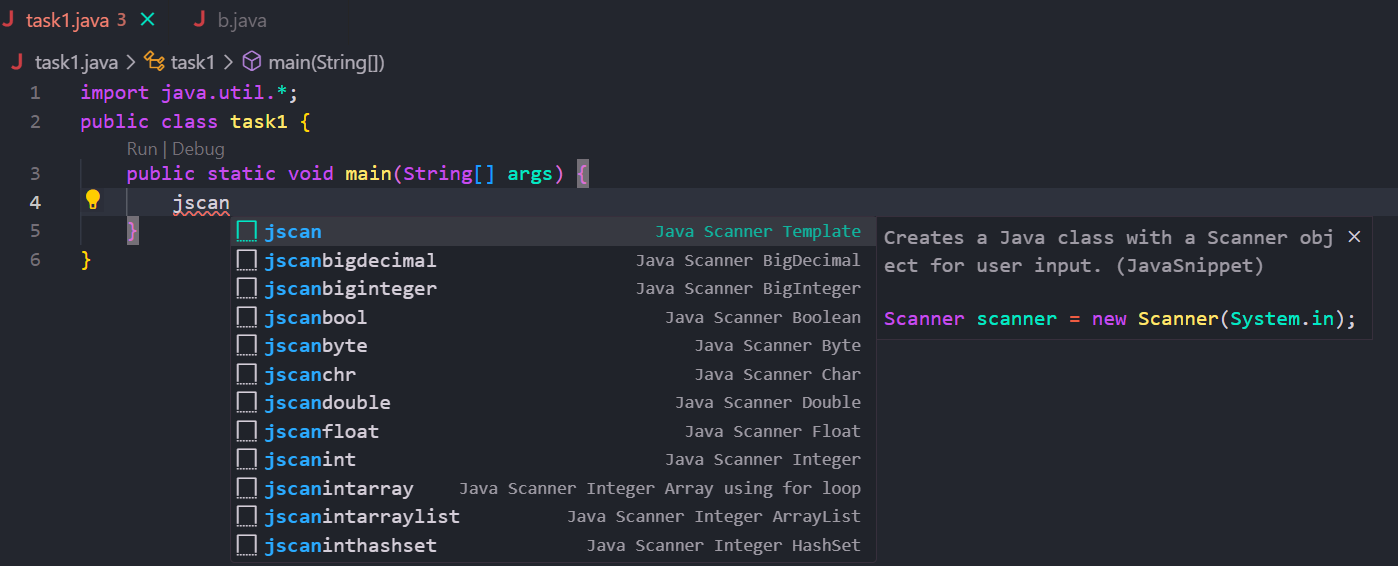 J task1.java 3 × J b.java
J task1.java > task1 > main(String[])
1 import java.util.*;
2 public class task1 {
Run | Debug
3 public static void main(String[] args) {
4 jscan
5 }
6 }
jscan Java Scanner Template
jscanbigdecimal Java Scanner BigDecimal
jscanbiginteger Java Scanner BigInteger
jscanbool Java Scanner Boolean
jscanbyte Java Scanner Byte
jscanchr Java Scanner Char
jscandouble Java Scanner Double
jscanfloat Java Scanner Float
jscanint Java Scanner Integer
jscanintarray Java Scanner Integer Array using for loop
jscanintarraylist Java Scanner Integer ArrayList
jscaninthashset Java Scanner Integer HashSet
Creates a Java class with a Scanner obj ×
ect for user input. (JavaSnippet)
Scanner scanner = new Scanner(System.in);